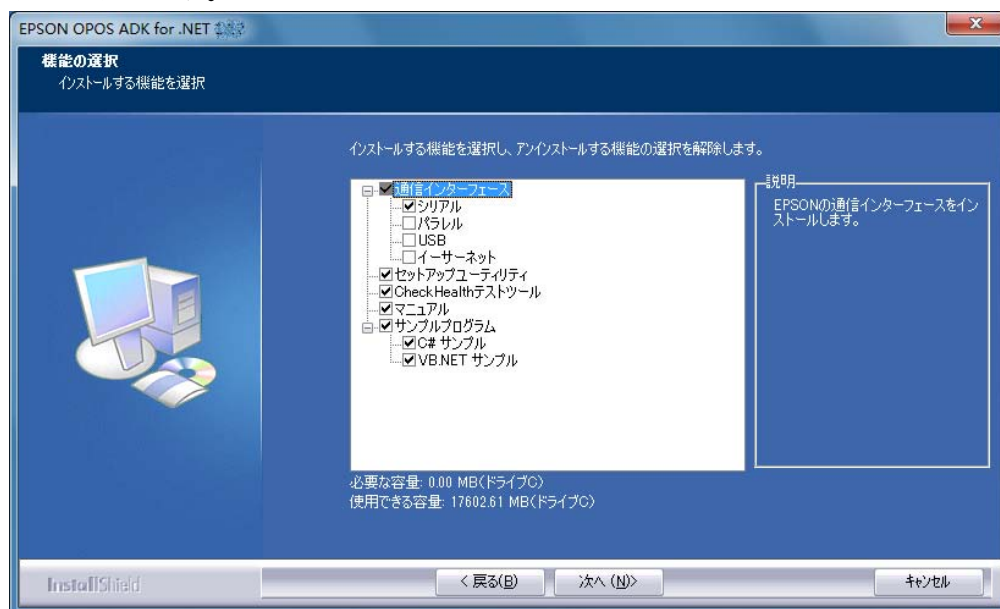 EPSON OPOS ADK for .NET
機能の選択
インストールする機能を選択
インストールする機能を選択し、アンインストールする機能の選択を解除します。
通信インターフェース
シリアル
パラレル
USB
イーサーネット
セットアップユーティリティ
CheckHealthテストツール
マニュアル
サンプルプログラム
C# サンプル
VB.NET サンプル
説明
EPSONの通信インターフェースをイン
ストールします。
必要な容量: 0.00 MB(ドライブC)
使用できる容量: 17602.61 MB(ドライブC)
InstallShield
< 戻る(B)
次へ (N)>
キャンセル